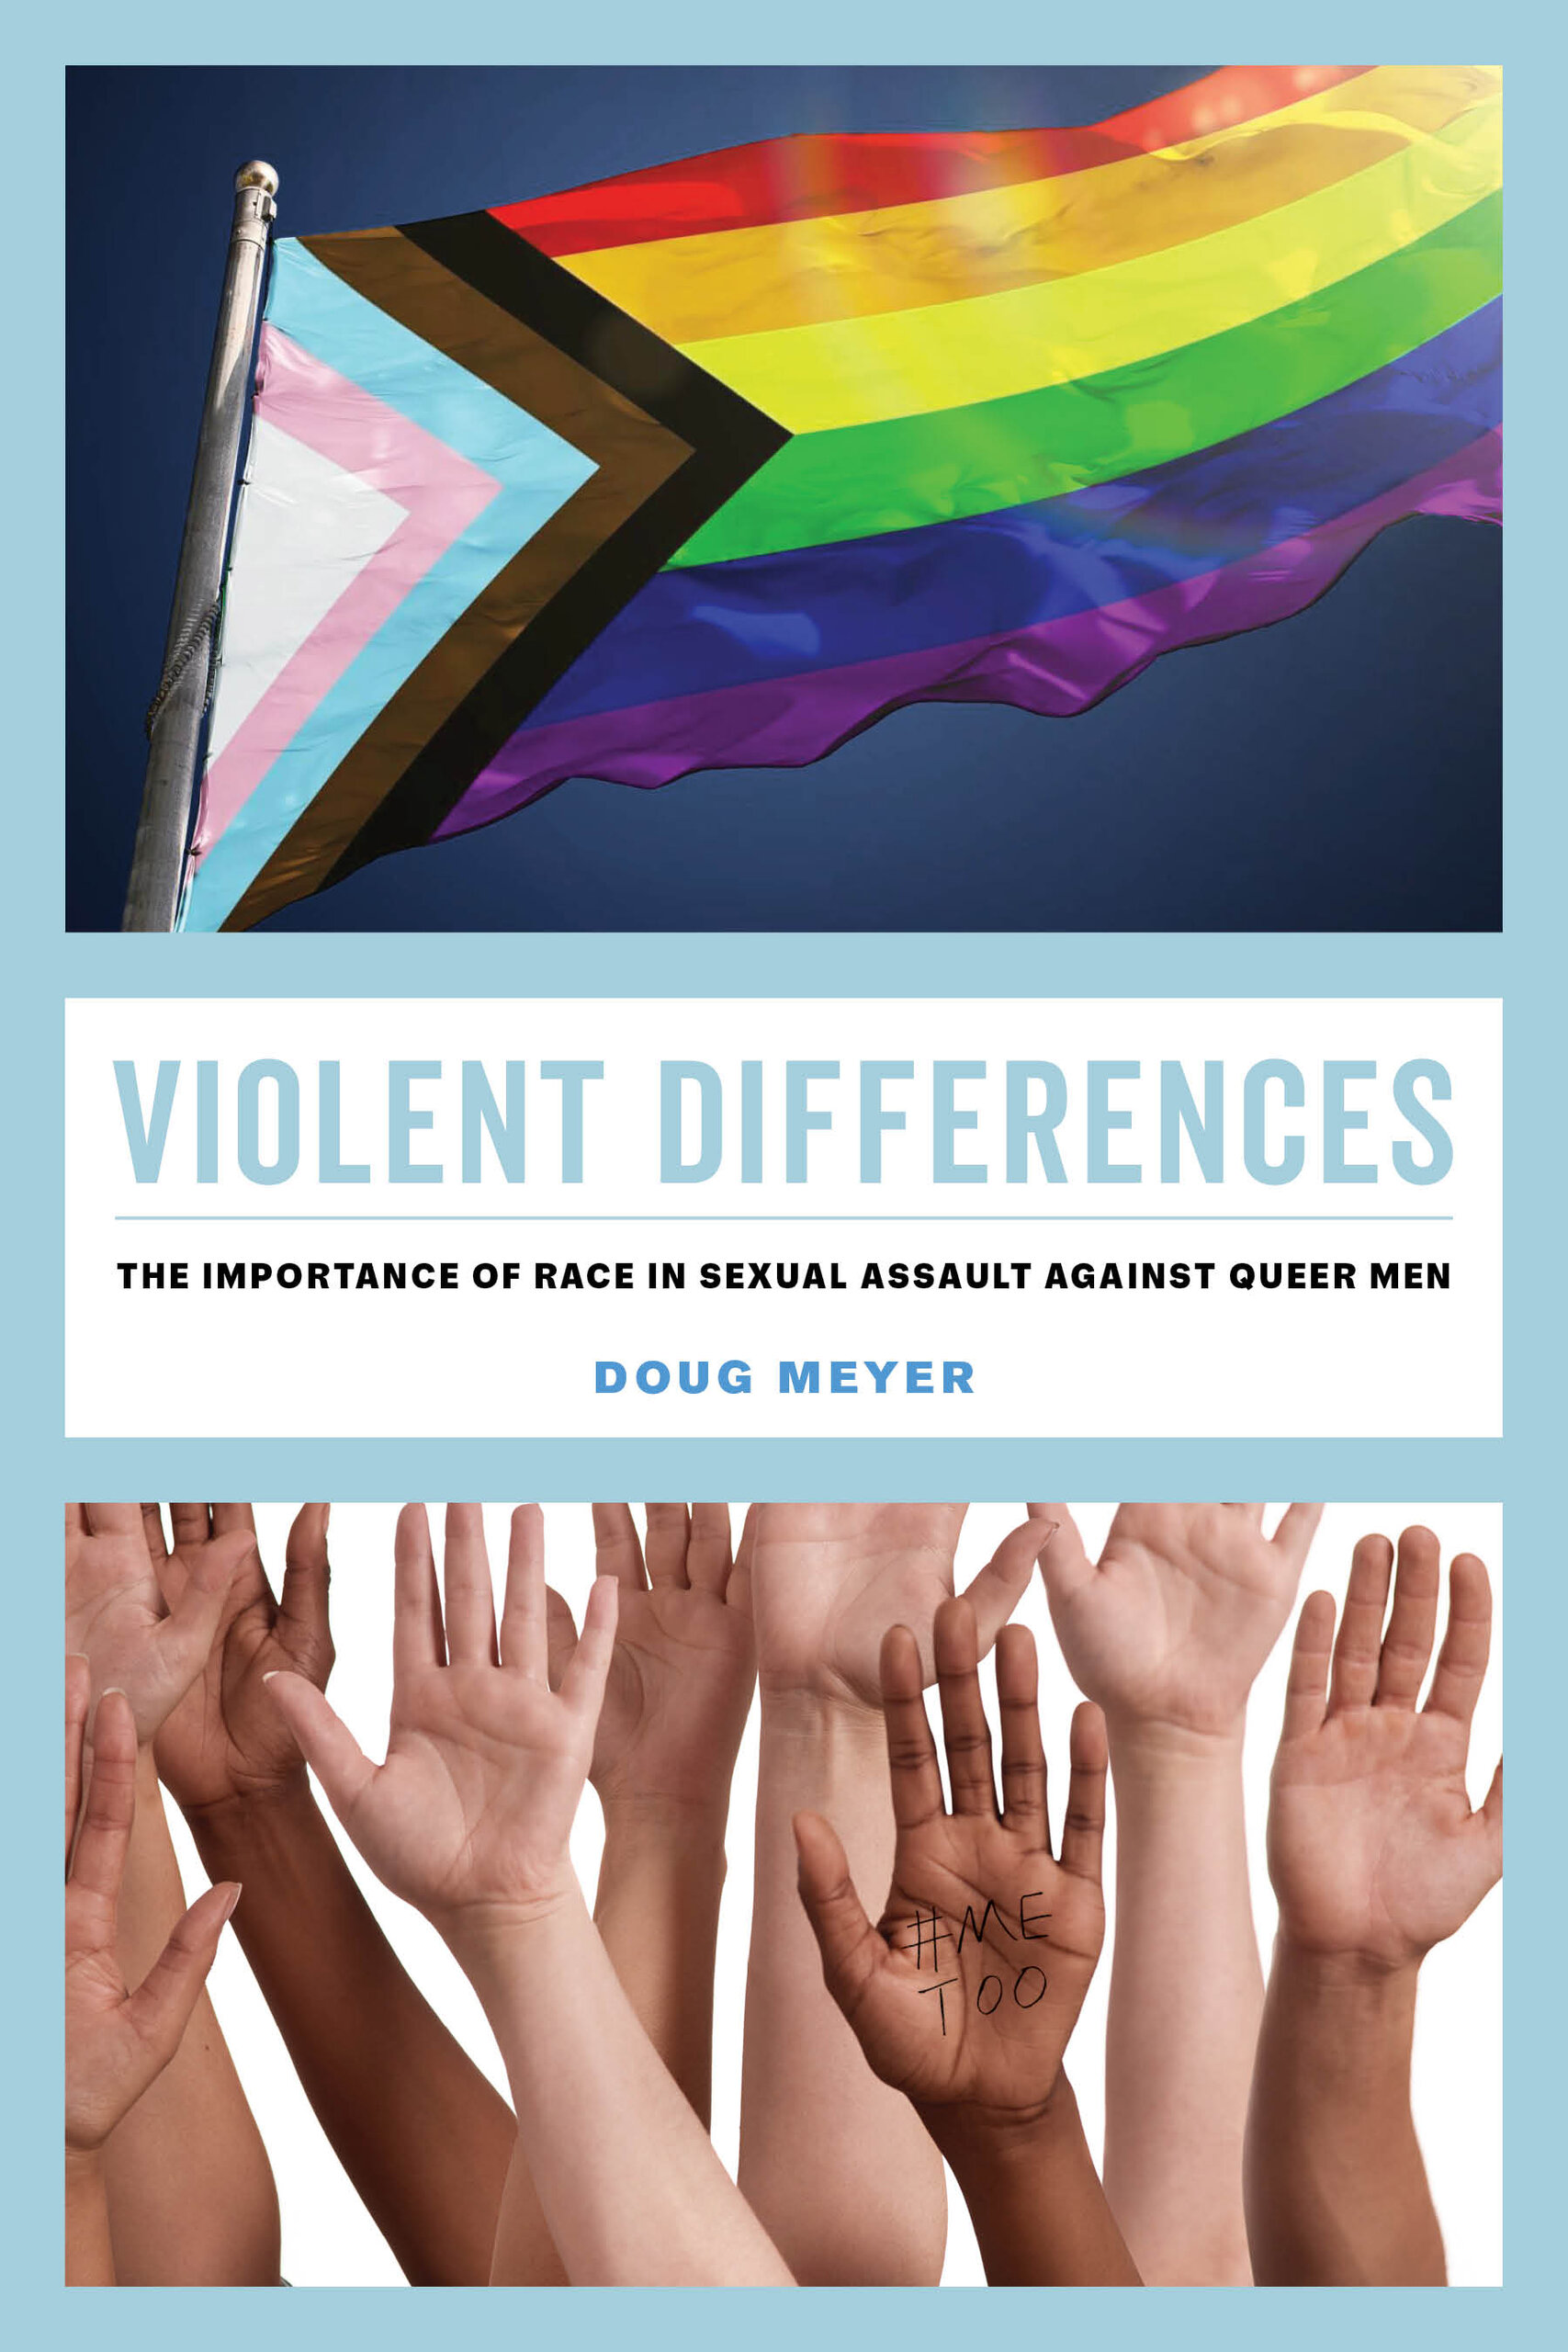 VIOLENT DIFFERENCES
THE IMPORTANCE OF RACE IN SEXUAL ASSAULT AGAINST QUEER MEN
DOUG MEYER
#ME
TOO